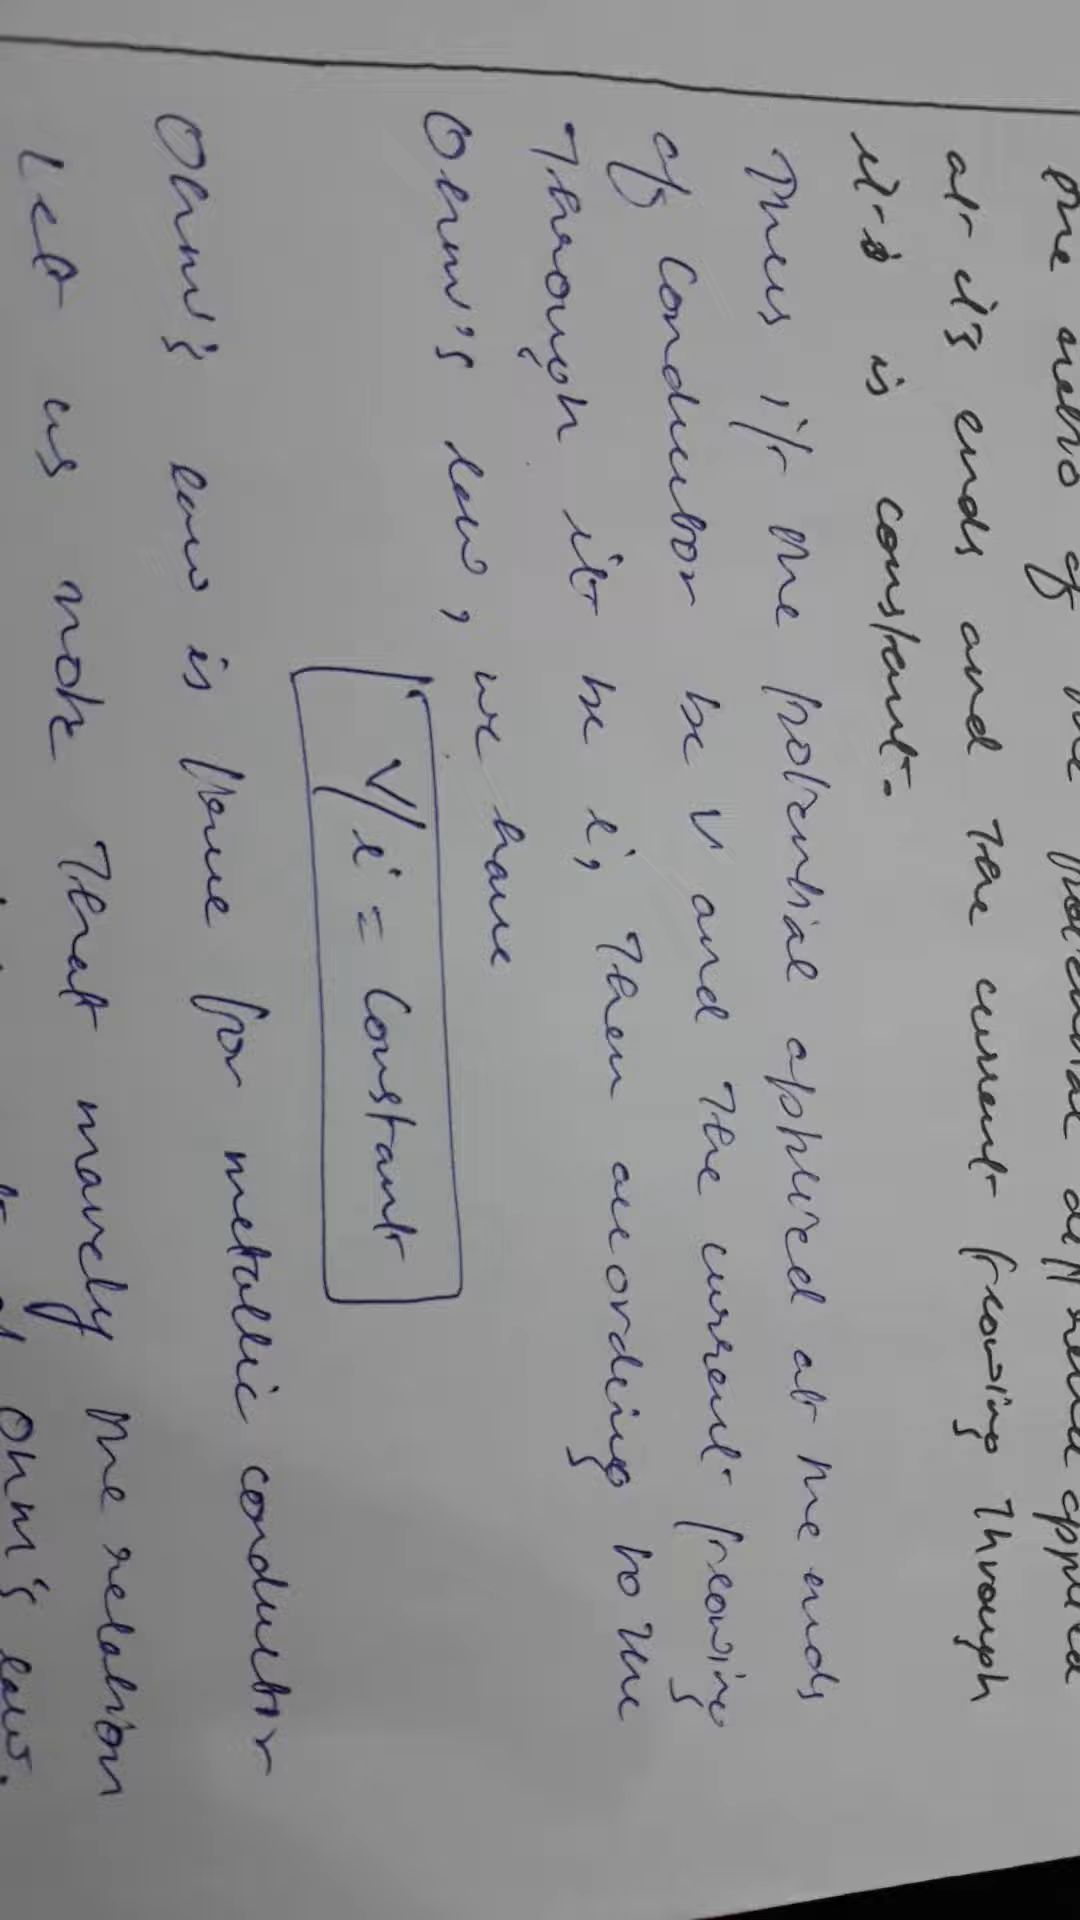 the ratio of the potential difference applied
at it's ends and the current flowing through
it is constant.
Thus if the potential applied at the ends
of conductor be V and the current flowing
through it be i, then according to the
Ohm's law, we have
V/i = Constant
Ohm's law is true for metallic conductor
Let us note that marely the relation
Ohm's law.